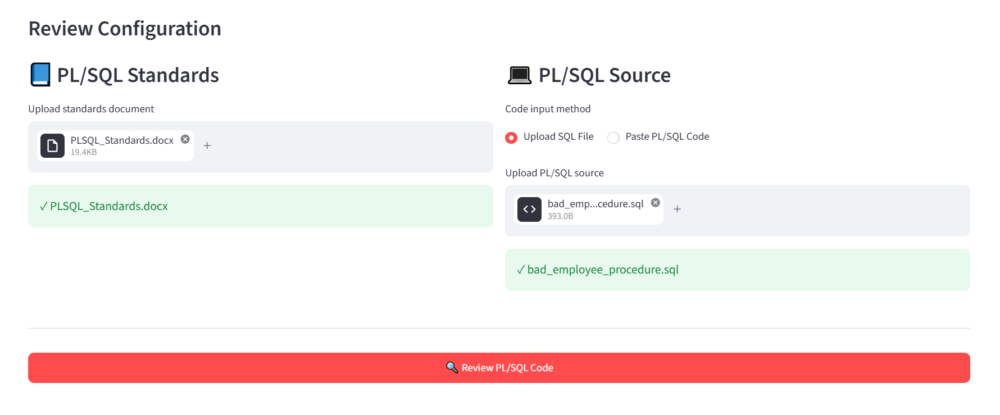 Review Configuration
PL/SQL Standards
Upload standards document
PLSQL_Standards.docx
19.4KB
✓ PLSQL_Standards.docx
PL/SQL Source
Code input method
Upload SQL File
Paste PL/SQL Code
Upload PL/SQL source
bad_emp...cedure.sql
393.0B
✓ bad_employee_procedure.sql
Review PL/SQL Code